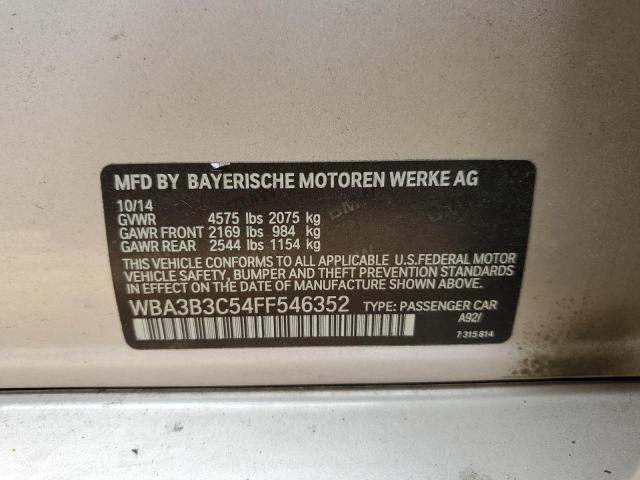 MFD BY BAYERISCHE MOTOREN WERKE AG
10/14
GVWR 4575 lbs 2075 kg
GAWR FRONT 2169 lbs 984 kg
GAWR REAR 2544 lbs 1154 kg
THIS VEHICLE CONFORMS TO ALL APPLICABLE U.S.FEDERAL MOTOR
VEHICLE SAFETY, BUMPER AND THEFT PREVENTION STANDARDS
IN EFFECT ON THE DATE OF MANUFACTURE SHOWN ABOVE.
WBA3B3C54FF546352 TYPE: PASSENGER CAR
A92/
7 315 814